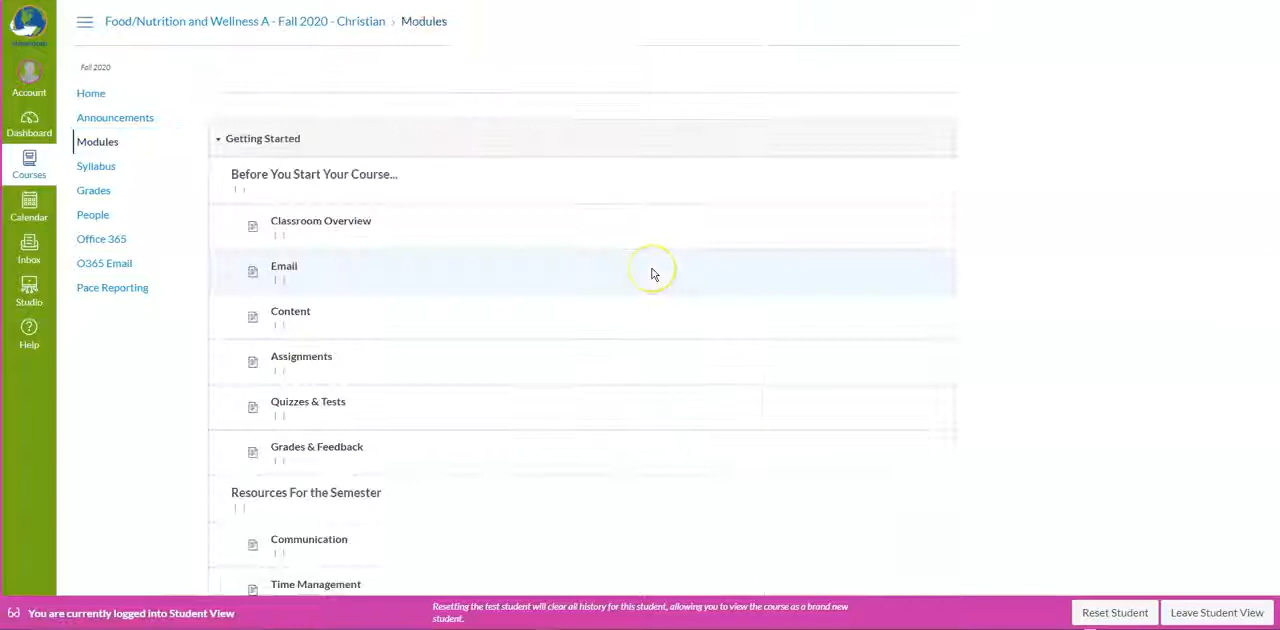 Food/Nutrition and Wellness A - Fall 2020 - Christian › Modules
Fall 2020
Account
Dashboard
Courses
Calendar
Inbox
Studio
Help
Home
Announcements
Modules
Syllabus
Grades
People
Office 365
O365 Email
Pace Reporting
Getting Started
Before You Start Your Course...
Classroom Overview
Email
Content
Assignments
Quizzes & Tests
Grades & Feedback
Resources For the Semester
Communication
Time Management
You are currently logged into Student View
Resetting the test student will clear all history for this student, allowing you to view the course as a brand new
student.
Reset Student
Leave Student View